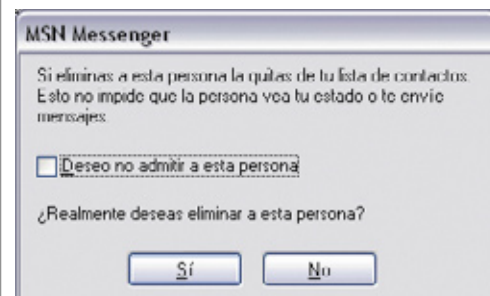 MSN Messenger
Si eliminas a esta persona la quitas de tu lista de contactos.
Esto no impide que la persona vea tu estado o te envíe
mensajes.
Deseo no admitir a esta persona
¿Realmente deseas eliminar a esta persona?
Sí
No